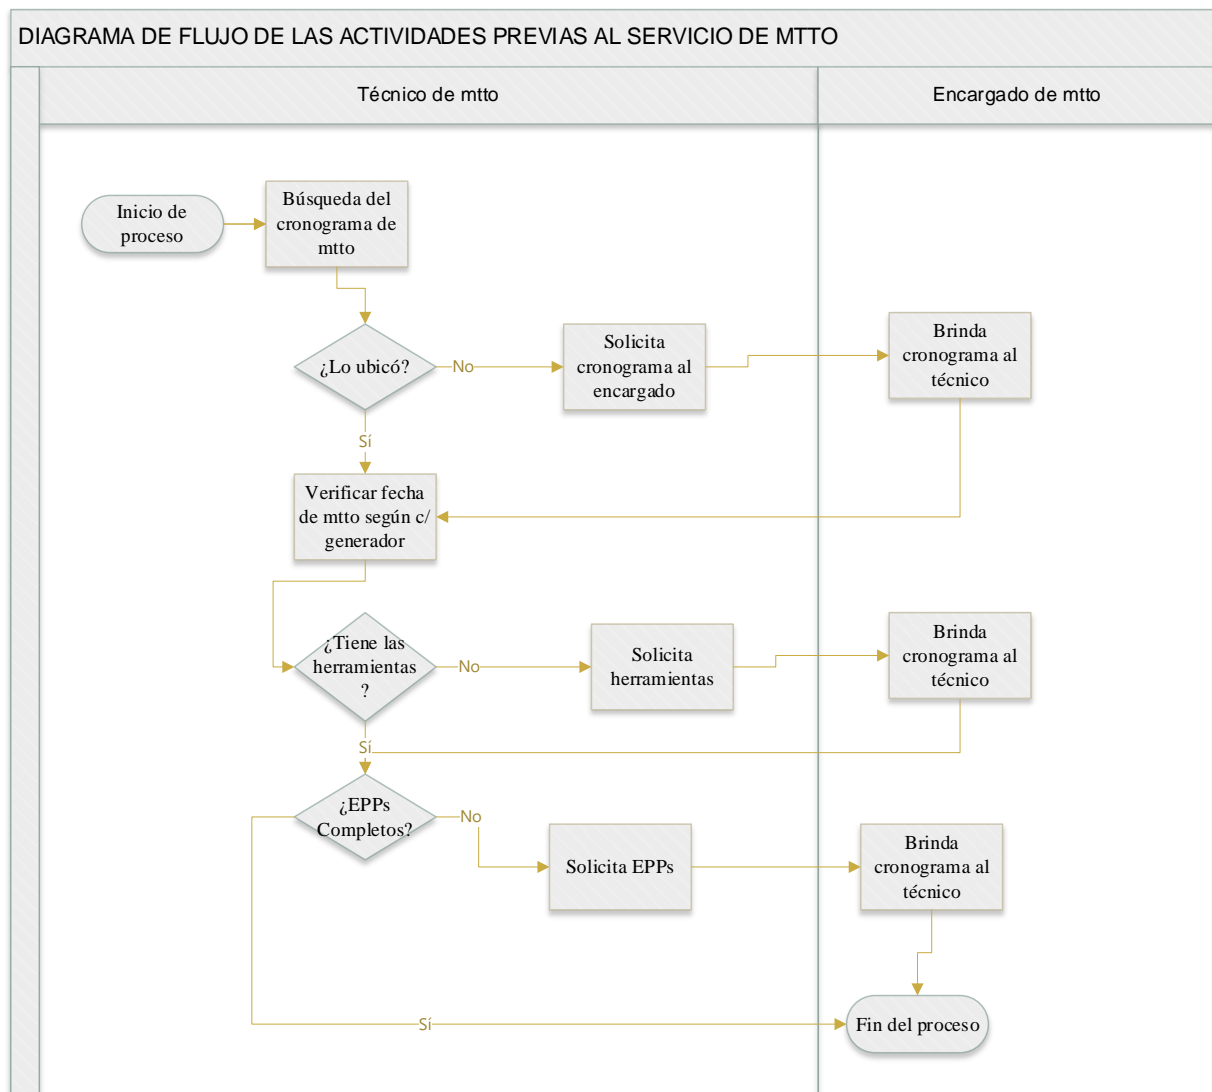 DIAGRAMA DE FLUJO DE LAS ACTIVIDADES PREVIAS AL SERVICIO DE MTTO
Técnico de mtto
Encargado de mtto
Inicio de
proceso
Búsqueda del
cronograma de
mtto
¿Lo ubicó?
No
Solicita
cronograma al
encargado
Brinda
cronograma al
técnico
Sí
Verificar fecha
de mtto según c/
generador
¿Tiene las
herramientas
?
No
Solicita
herramientas
Brinda
cronograma al
técnico
Sí
¿EPPs
Completos?
No
Solicita EPPs
Brinda
cronograma al
técnico
Sí
Fin del proceso